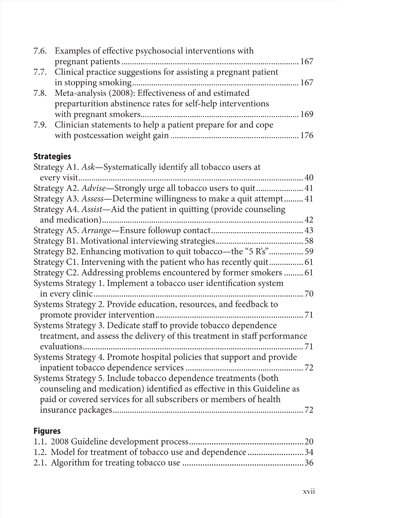 7.6. Examples of effective psychosocial interventions with
pregnant patients ................................................................................ 167
7.7. Clinical practice suggestions for assisting a pregnant patient
in stopping smoking........................................................................... 167
7.8. Meta-analysis (2008): Effectiveness of and estimated
preparturition abstinence rates for self-help interventions
with pregnant smokers....................................................................... 169
7.9. Clinician statements to help a patient prepare for and cope
with postcessation weight gain .......................................................... 176
Strategies
Strategy A1. Ask—Systematically identify all tobacco users at
every visit..................................................................................................... 40
Strategy A2. Advise—Strongly urge all tobacco users to quit...................... 41
Strategy A3. Assess—Determine willingness to make a quit attempt......... 41
Strategy A4. Assist—Aid the patient in quitting (provide counseling
and medication)........................................................................................... 42
Strategy A5. Arrange—Ensure followup contact.......................................... 43
Strategy B1. Motivational interviewing strategies........................................ 58
Strategy B2. Enhancing motivation to quit tobacco—the “5 R’s”................ 59
Strategy C1. Intervening with the patient who has recently quit................ 61
Strategy C2. Addressing problems encountered by former smokers ......... 61
Systems Strategy 1. Implement a tobacco user identification system
in every clinic.............................................................................................. 70
Systems Strategy 2. Provide education, resources, and feedback to
promote provider intervention................................................................... 71
Systems Strategy 3. Dedicate staff to provide tobacco dependence
treatment, and assess the delivery of this treatment in staff performance
evaluations................................................................................................... 71
Systems Strategy 4. Promote hospital policies that support and provide
inpatient tobacco dependence services ..................................................... 72
Systems Strategy 5. Include tobacco dependence treatments (both
counseling and medication) identified as effective in this Guideline as
paid or covered services for all subscribers or members of health
insurance packages...................................................................................... 72
Figures
1.1. 2008 Guideline development process.................................................. 20
1.2. Model for treatment of tobacco use and dependence ........................ 34
2.1. Algorithm for treating tobacco use ..................................................... 36
xvii